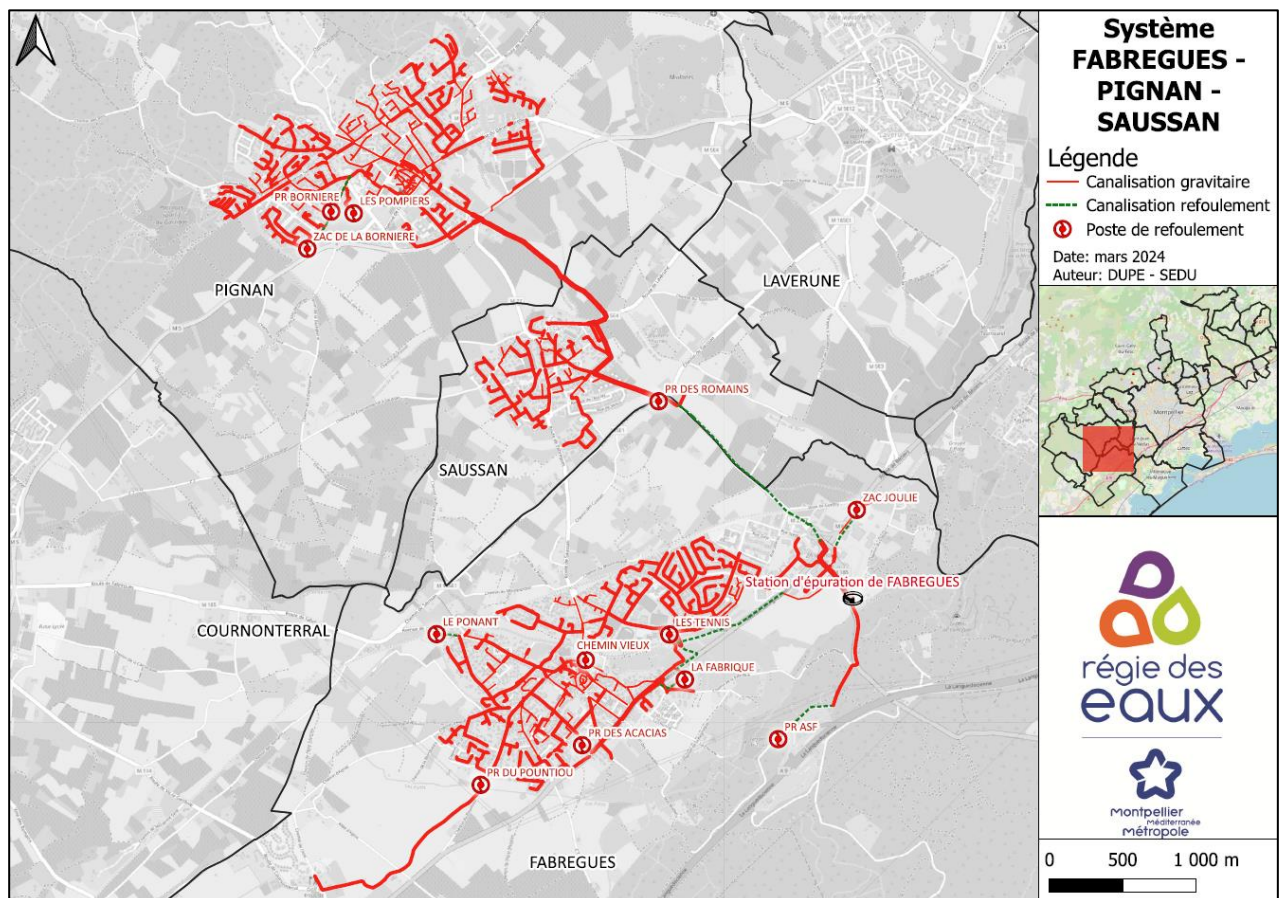 Système
FABREGUES -
PIGNAN -
SAUSSAN
Légende
Canalisation gravitaire
Canalisation refoulement
Poste de refoulement
Date: mars 2024
Auteur: DUPE - SEDU
PR BORNIERE
LES POMPIERS
ZAC DE LA BORNIERE
PIGNAN
LAVERUNE
PR DES ROMAINS
SAUSSAN
ZAC JOULIE
Station d'épuration de FABREGUES
COURNONTERRAL
LE PONANT
LES TENNIS
CHEMIN VIEUX
LA FABRIQUE
PR DES ACACIAS
PR ASF
PR DU POUNTIOU
FABREGUES
Montpellier
régie des
eaux
montpellier
méditerranée
métropole
0 500 1 000 m